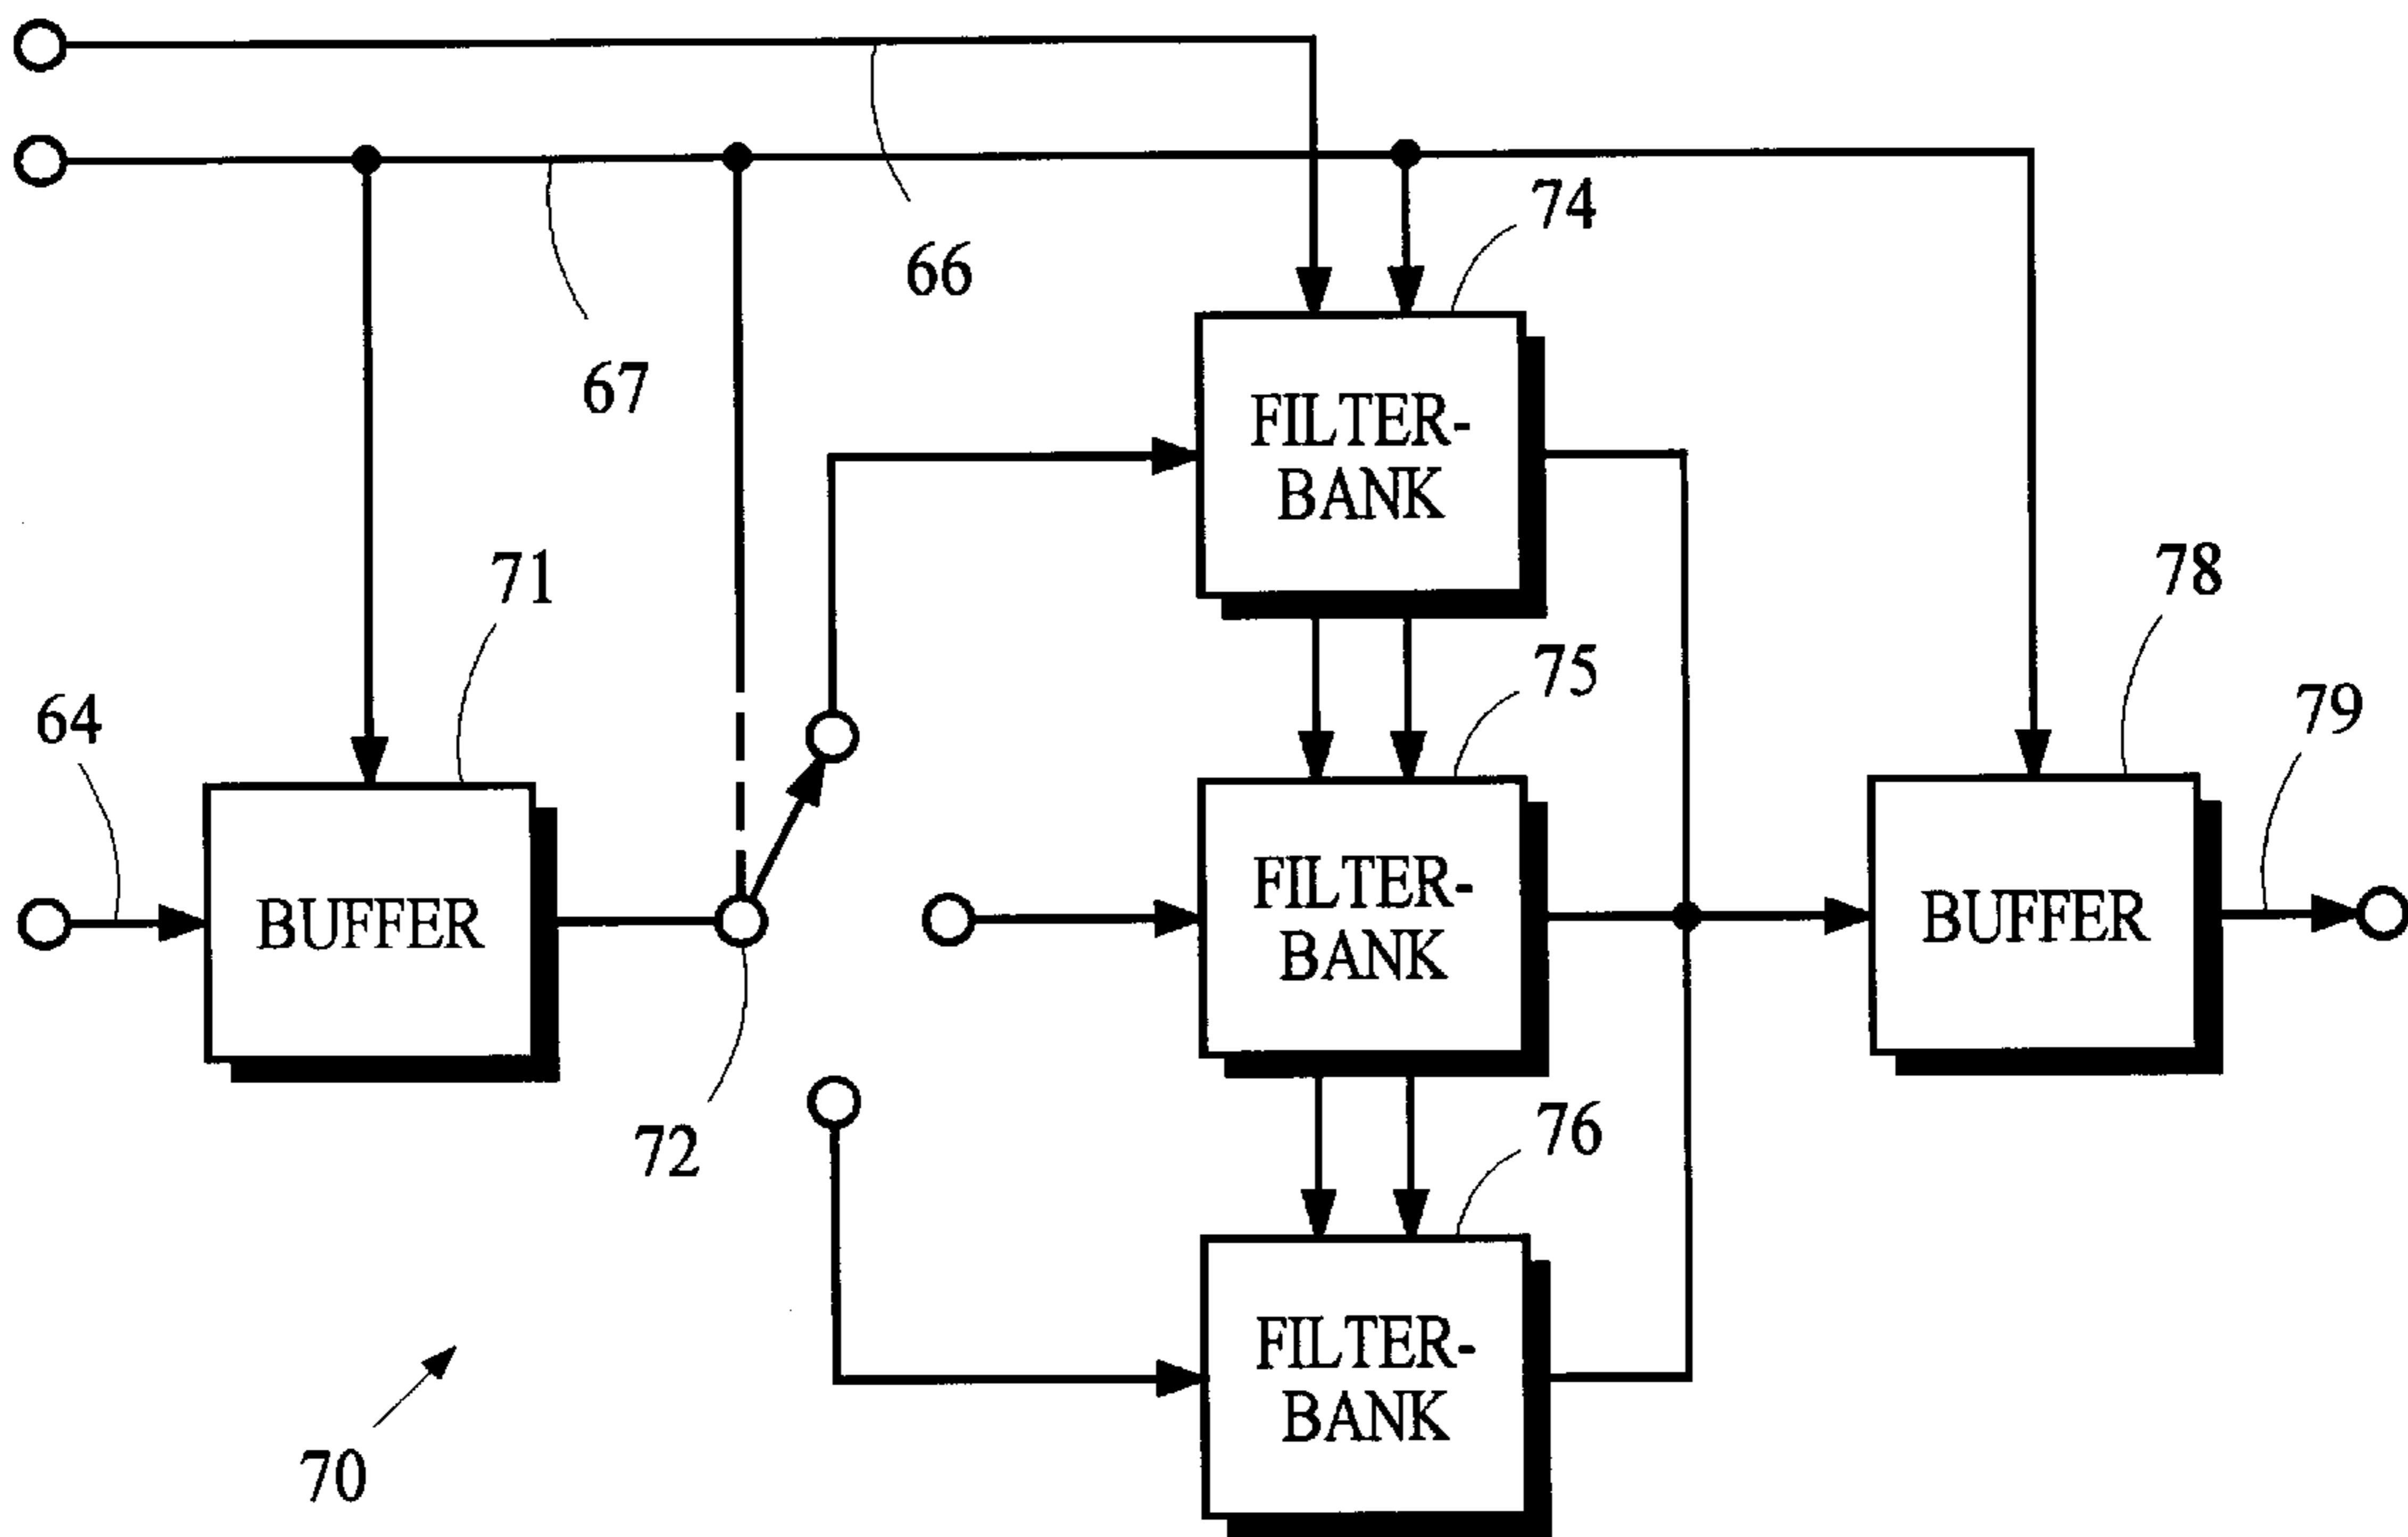 74
66
67
FILTER-
BANK
71
78
75
79
64
BUFFER
FILTER-
BANK
BUFFER
72
76
FILTER-
BANK
70